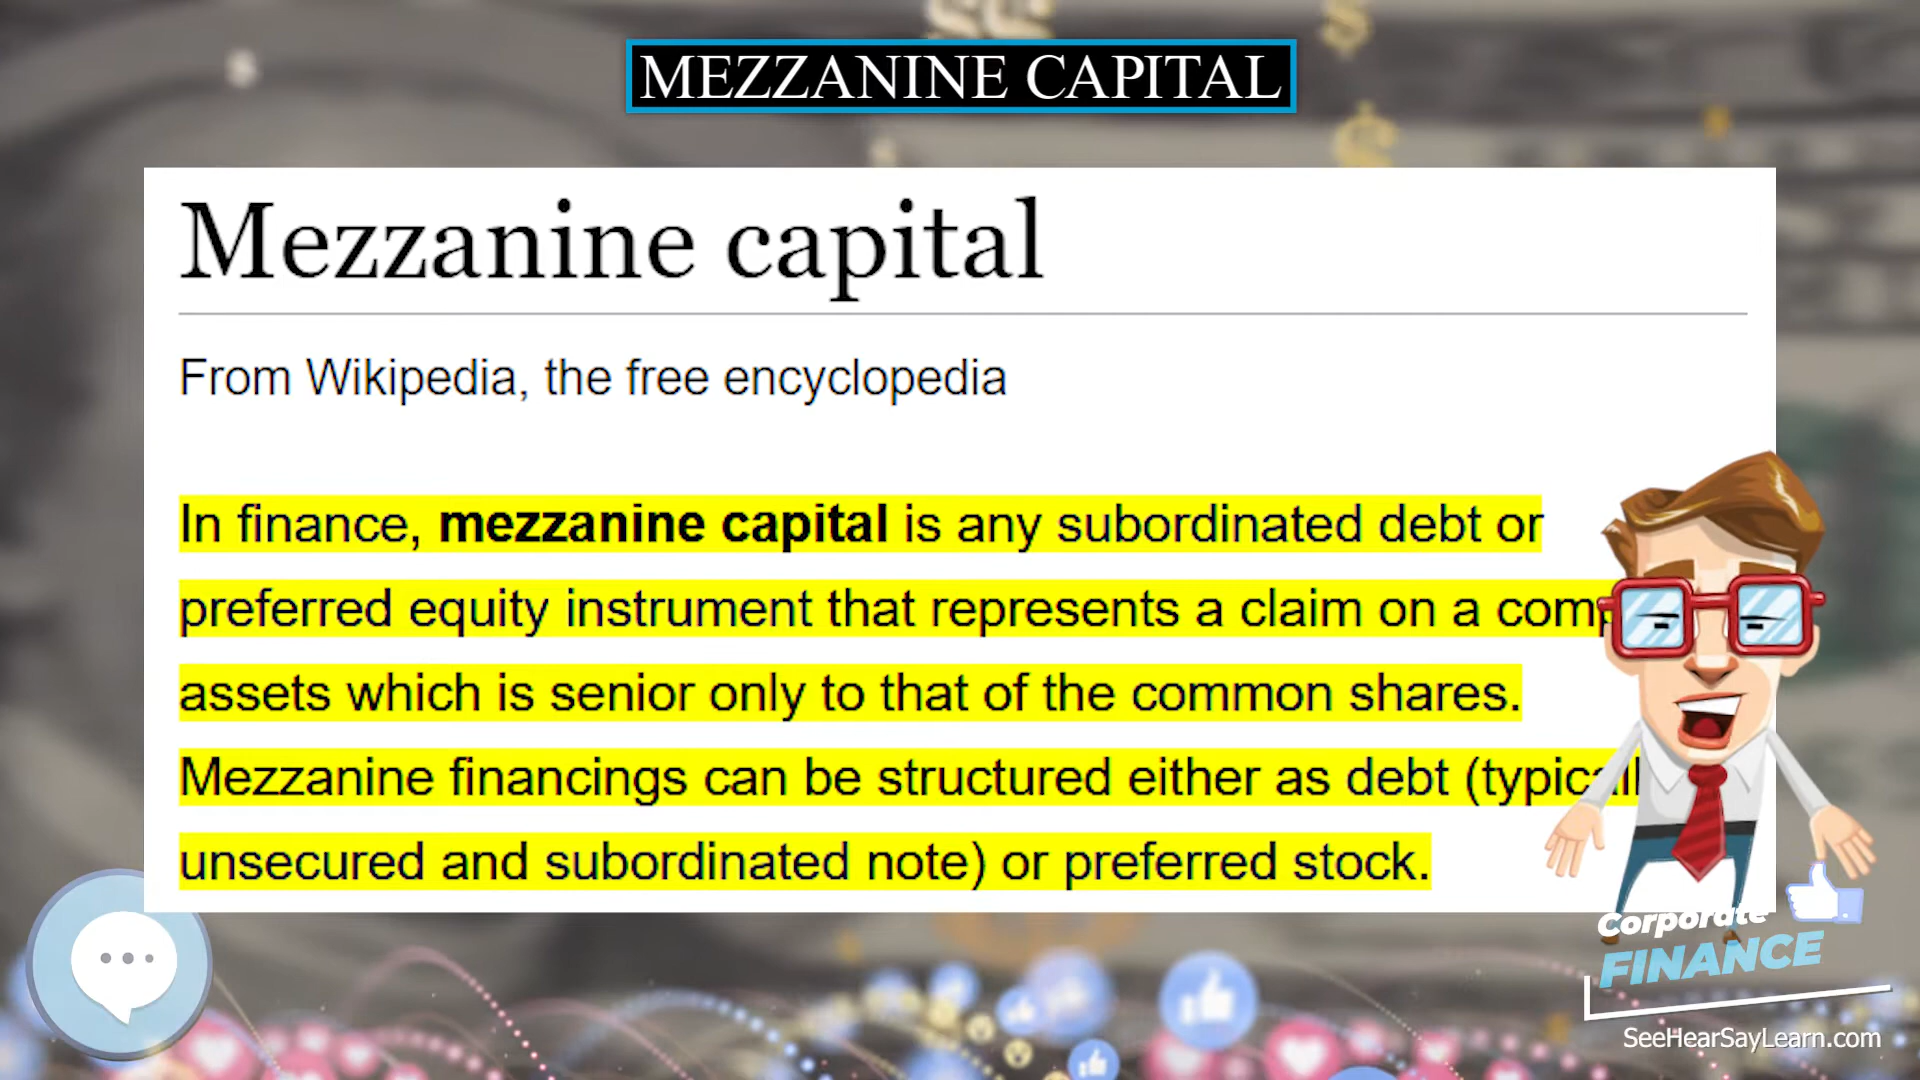 MEZZANINE CAPITAL
Mezzanine capital
From Wikipedia, the free encyclopedia
In finance, mezzanine capital is any subordinated debt or
preferred equity instrument that represents a claim on a
assets which is senior only to that of the common shares.
Mezzanine financings can be structured either as debt
unsecured and subordinated note) or preferred stock.
Corporate
FINANCE
SeeHearSayLearn.com